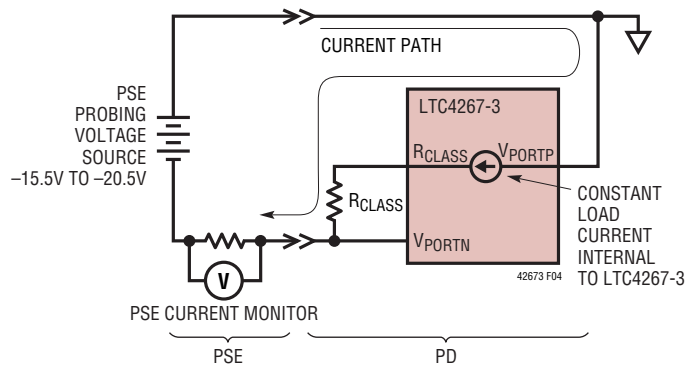 CURRENT PATH
PSE
PROBING
VOLTAGE
SOURCE
–15.5V TO –20.5V
LTC4267-3
RCLASS
VPORTP
RCLASS
CONSTANT
LOAD
CURRENT
INTERNAL
TO LTC4267-3
VPORTN
V
42673 F04
PSE CURRENT MONITOR
PSE
PD